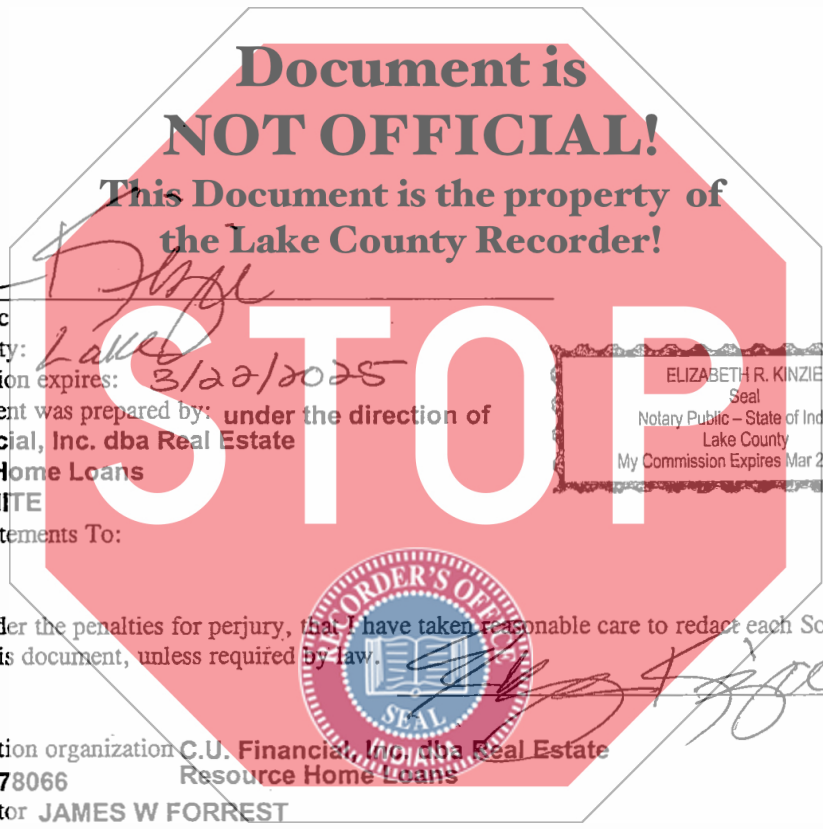 Document is
NOT OFFICIAL!
This Document is the property of
the Lake County Recorder!
STOP
c
ty: Lake
ion expires: 3/22/2025
ent was prepared by: under the direction of
cial, Inc. dba Real Estate
Home Loans
ITE
tements To:
ELIZABETH R. KINZIE
Seal
Notary Public – State of Ind
Lake County
My Commission Expires Mar 2
RECORDER'S OFFICE
SEAL
INDIANA
der the penalties for perjury, that I have taken reasonable care to redact each So
is document, unless required by law.
tion organization C.U. Financial, Inc. dba Real Estate
78066 Resource Home Loans
tor JAMES W FORREST